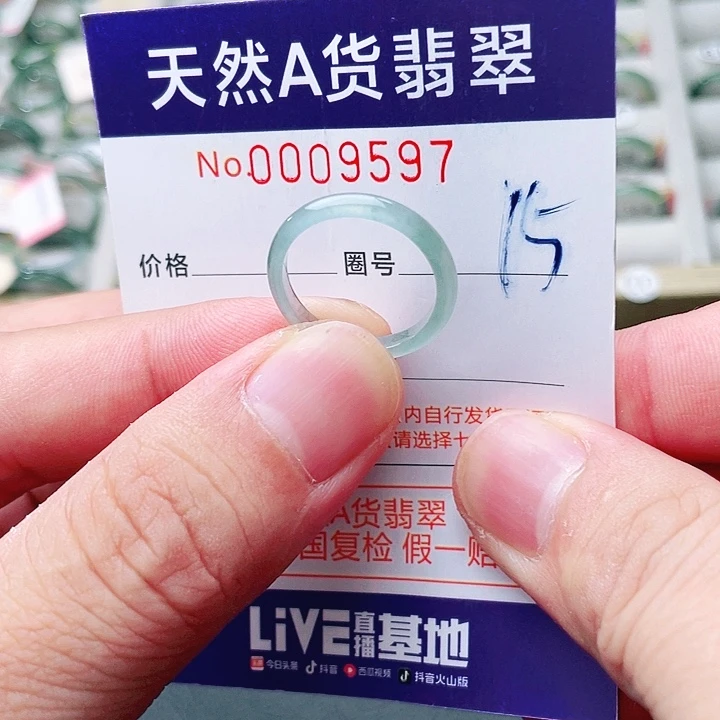 天然A货翡翠
No.0009597
价格 圈号 15
内自行发货
请选择七
A货翡翠
国复检 假一赔
LiVE直播基地
今日头条 抖音 西瓜视频 抖音火山版